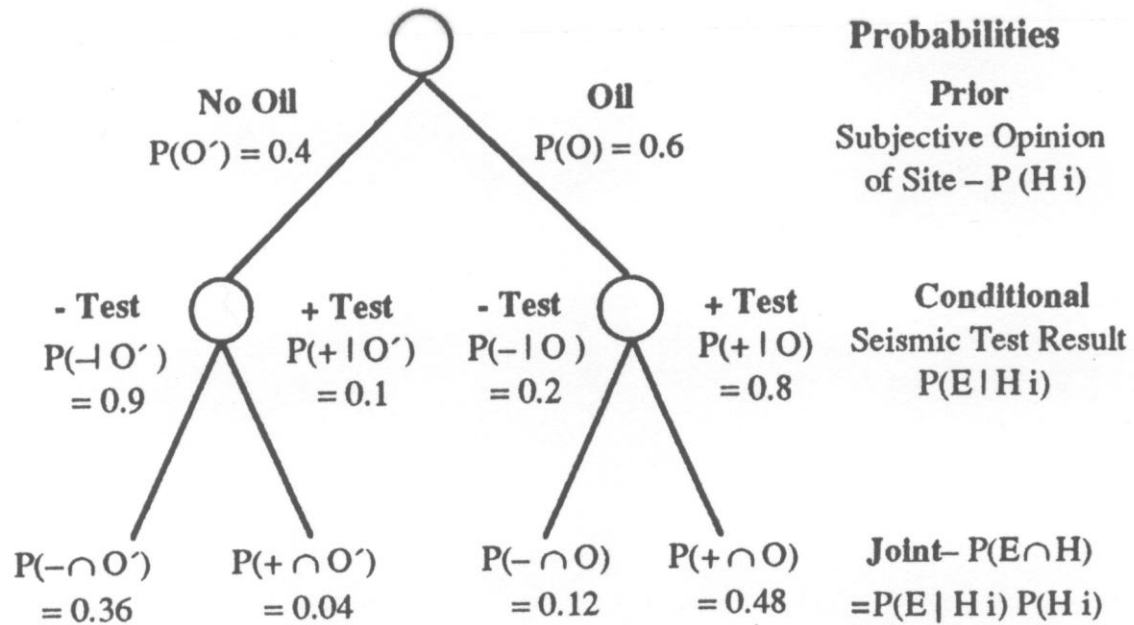 Probabilities
No Oil
P(O´) = 0.4
Oil
P(O) = 0.6
Prior
Subjective Opinion
of Site – P (H i)
- Test
P(–| O´)
= 0.9
+ Test
P(+ | O´)
= 0.1
- Test
P(– | O )
= 0.2
+ Test
P(+ | O)
= 0.8
Conditional
Seismic Test Result
P(E | H i)
P(– ∩ O´)
= 0.36
P(+ ∩ O´)
= 0.04
P(– ∩ O)
= 0.12
P(+ ∩ O)
= 0.48
Joint– P(E∩H)
=P(E | H i) P(H i)